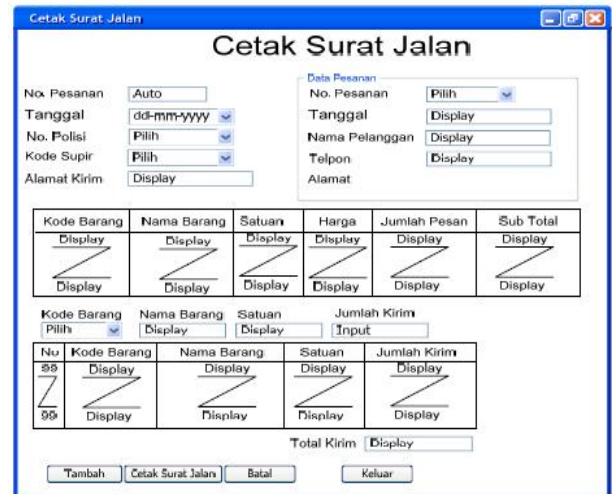 Cetak Surat Jalan
Cetak Surat Jalan
No. Pesanan Auto
Tanggal dd-mm-yyyy
No. Polisi Pilih
Kode Supir Pilih
Alamat Kirim Display
Data Pesanan
No. Pesanan Pilih
Tanggal Display
Nama Pelanggan Display
Telpon Display
Alamat
Kode Barang Nama Barang Satuan Harga Jumlah Pesan Sub Total
Display Display Display Display Display Display
Display Display Display Display Display Display
Kode Barang Nama Barang Satuan Jumlah Kirim
Pilih Display Display Input
No Kode Barang Nama Barang Satuan Jumlah Kirim
99 Display Display Display Display
99 Display Display Display Display
Total Kirim Display
Tambah Cetak Surat Jalan Batal Keluar